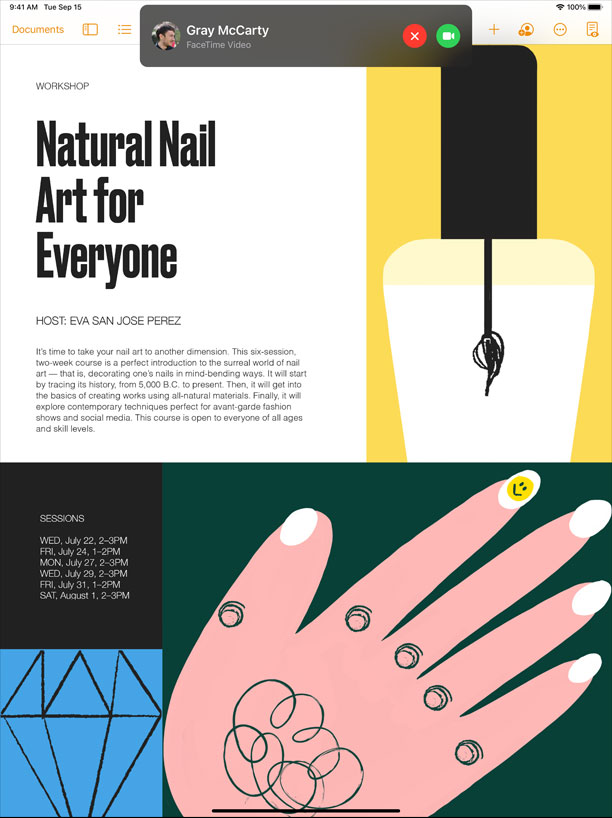 9:41 AM Tue Sep 15
100%
Documents
Gray McCarty
FaceTime Video
WORKSHOP
Natural Nail
Art for
Everyone
HOST: EVA SAN JOSE PEREZ
It's time to take your nail art to another dimension. This six-session,
two-week course is a perfect introduction to the surreal world of nail
art — that is, decorating one's nails in mind-bending ways. It will start
by tracing its history, from 5,000 B.C. to present. Then, it will get into
the basics of creating works using all-natural materials. Finally, it will
explore contemporary techniques perfect for avant-garde fashion
shows and social media. This course is open to everyone of all ages
and skill levels.
SESSIONS
WED, July 22, 2–3PM
FRI, July 24, 1–2PM
MON, July 27, 2–3PM
WED, July 29, 2–3PM
FRI, July 31, 1–2PM
SAT, August 1, 2–3PM